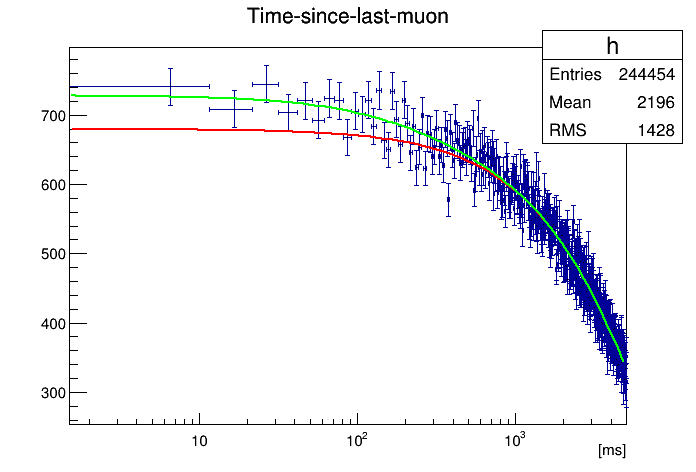 Time-since-last-muon
h
Entries 244454
Mean 2196
RMS 1428
700
600
500
400
300
10
10²
10³
[ms]